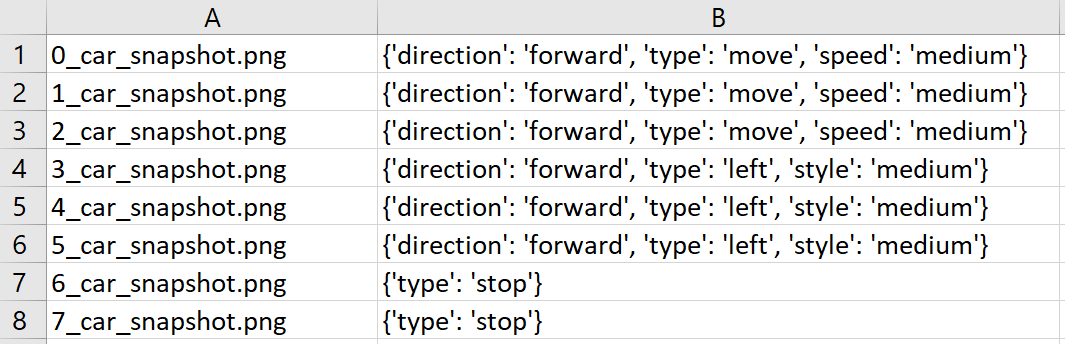 A B
1 0_car_snapshot.png {'direction': 'forward', 'type': 'move', 'speed': 'medium'}
2 1_car_snapshot.png {'direction': 'forward', 'type': 'move', 'speed': 'medium'}
3 2_car_snapshot.png {'direction': 'forward', 'type': 'move', 'speed': 'medium'}
4 3_car_snapshot.png {'direction': 'forward', 'type': 'left', 'style': 'medium'}
5 4_car_snapshot.png {'direction': 'forward', 'type': 'left', 'style': 'medium'}
6 5_car_snapshot.png {'direction': 'forward', 'type': 'left', 'style': 'medium'}
7 6_car_snapshot.png {'type': 'stop'}
8 7_car_snapshot.png {'type': 'stop'}